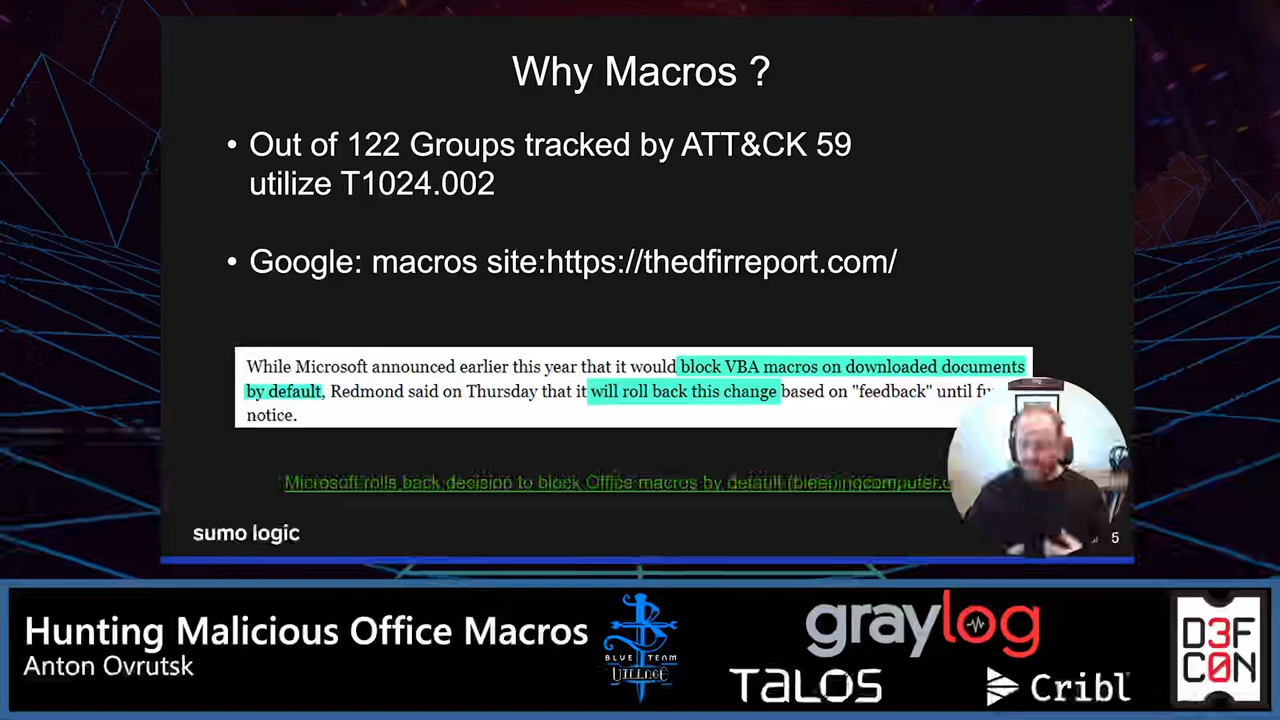 Why Macros ?
• Out of 122 Groups tracked by ATT&CK 59
utilize T1024.002
• Google: macros site:https://thedfirreport.com/
While Microsoft announced earlier this year that it would block VBA macros on downloaded documents
by default, Redmond said on Thursday that it will roll back this change based on "feedback" until
notice.
Microsoft rolls back decision to block Office macros by default (bleepingcomputer.
sumo logic
5
Hunting Malicious Office Macros
Anton Ovrutsk
BLUE TEAM
VILLAGE
graylog
TALOS
Cribl
D3F
C0N